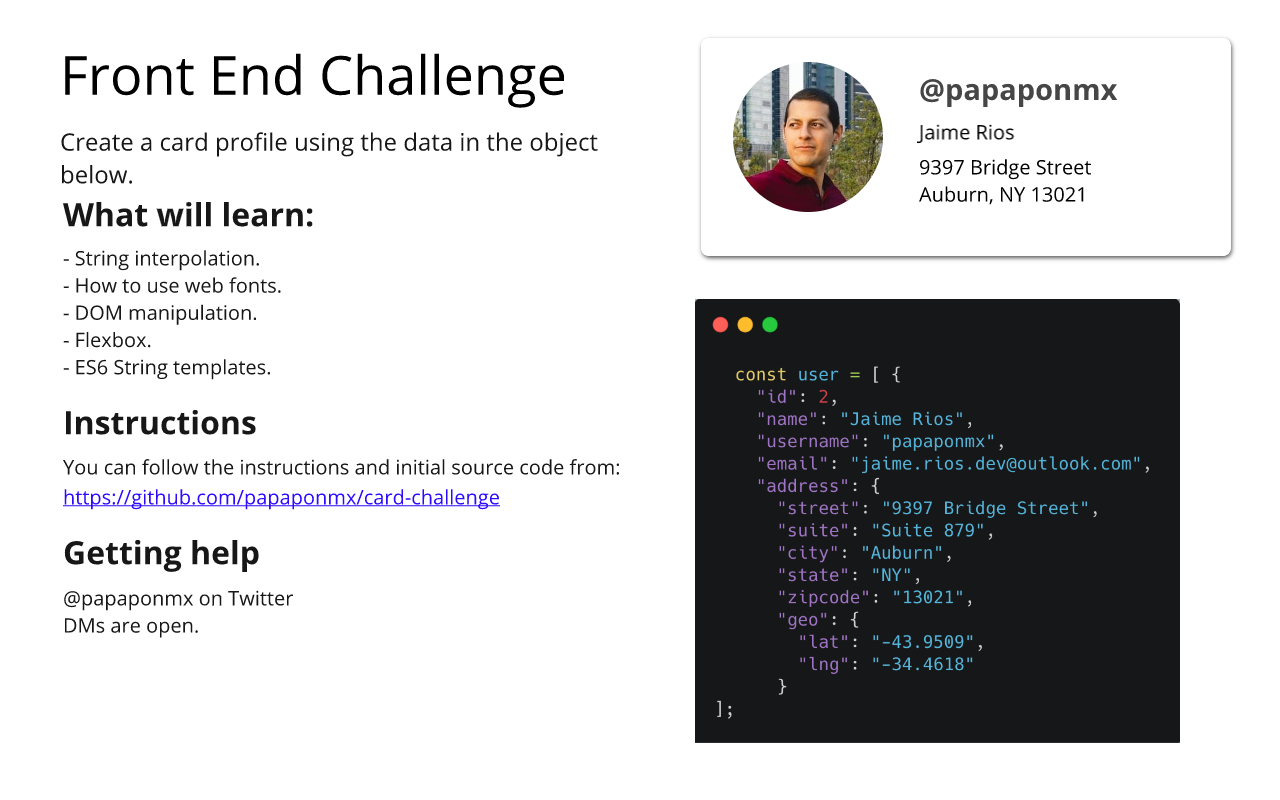 Front End Challenge
Create a card profile using the data in the object
below.
What will learn:
- String interpolation.
- How to use web fonts.
- DOM manipulation.
- Flexbox.
- ES6 String templates.
Instructions
You can follow the instructions and initial source code from:
https://github.com/papaponmx/card-challenge
Getting help
@papaponmx on Twitter
DMs are open.
@papaponmx
Jaime Rios
9397 Bridge Street
Auburn, NY 13021
const user = [ {
"id": 2,
"name": "Jaime Rios",
"username": "papaponmx",
"email": "jaime.rios.dev@outlook.com",
"address": {
"street": "9397 Bridge Street",
"suite": "Suite 879",
"city": "Auburn",
"state": "NY",
"zipcode": "13021",
"geo": {
"lat": "-43.9509",
"lng": "-34.4618"
}
];